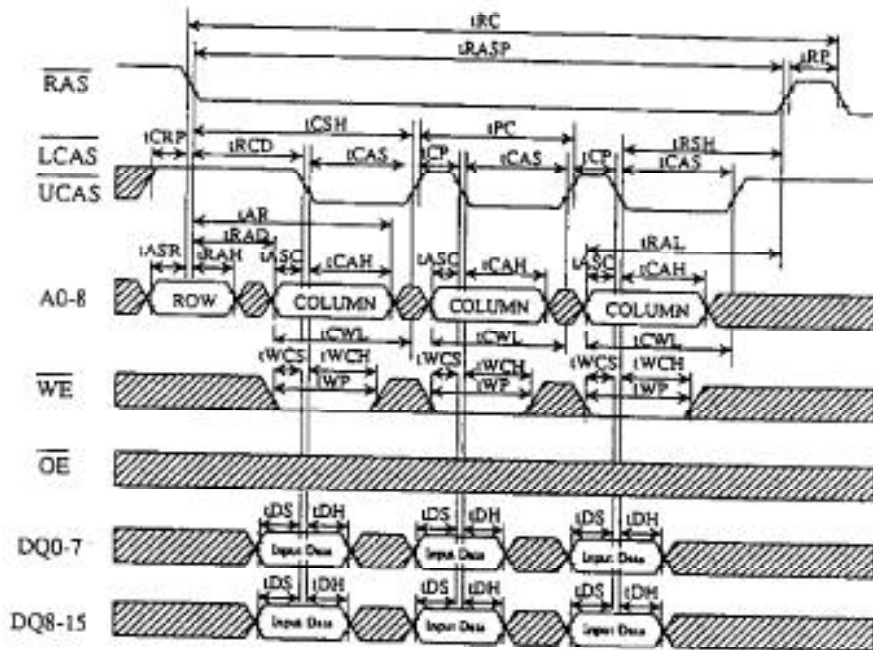 tRC
tRASP
tRP
RAS
tCSH
tPC
tCRP
tRCD
tCAS
tCP
tCAS
tCP
tRSH
tCAS
LCAS
UCAS
tAR
tRAD
tRAL
tASR
tRAH
tASC
tCAH
tASC
tCAH
tASC
tCAH
A0-8
ROW
COLUMN
COLUMN
COLUMN
tCWL
tCWL
tCWL
tWCS
tWCH
tWCS
tWCH
tWCS
tWCH
WE
tWP
tWP
tWP
OE
tDS
tDH
tDS
tDH
tDS
tDH
DQ0-7
Input Data
Input Data
Input Data
tDS
tDH
tDS
tDH
tDS
tDH
DQ8-15
Input Data
Input Data
Input Data